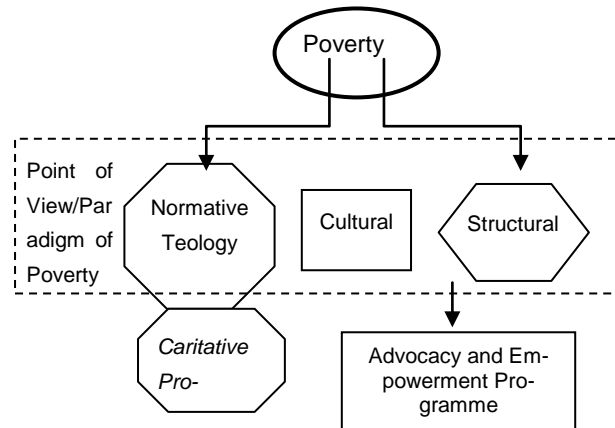 Poverty
Point of
View/Par
adigm of
Poverty
Normative
Teology
Cultural
Structural
Caritative
Pro-
Advocacy and Em-
powerment Pro-
gramme